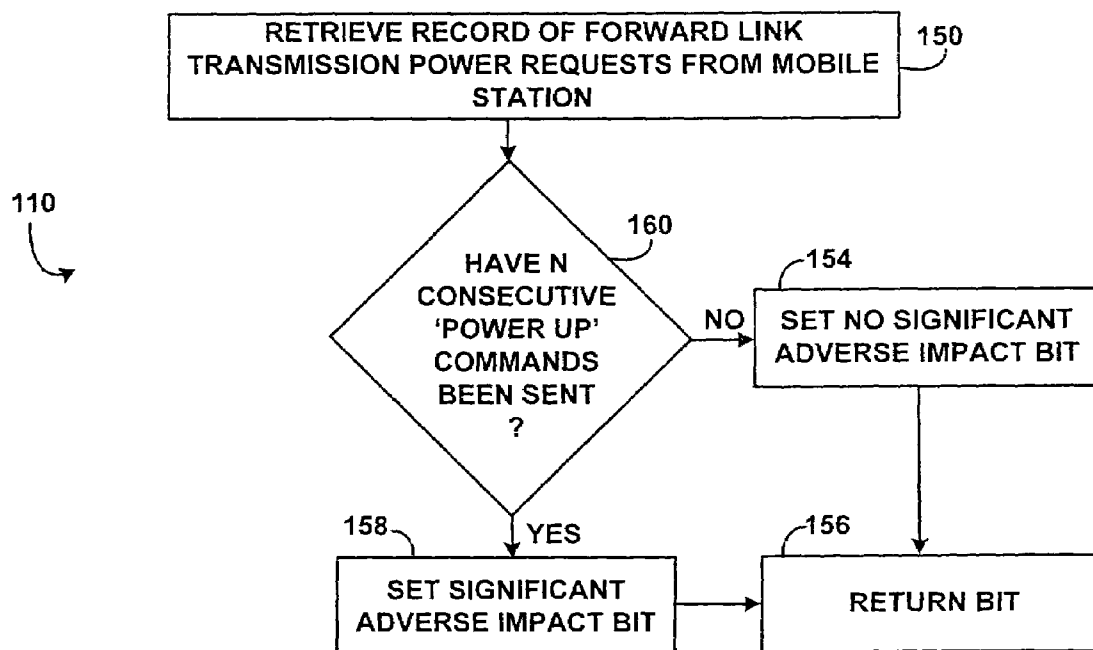 RETRIEVE RECORD OF FORWARD LINK
TRANSMISSION POWER REQUESTS FROM MOBILE
STATION
150
110
160
HAVE N
CONSECUTIVE
'POWER UP'
COMMANDS
BEEN SENT
?
NO
154
SET NO SIGNIFICANT
ADVERSE IMPACT BIT
YES
158
SET SIGNIFICANT
ADVERSE IMPACT BIT
156
RETURN BIT